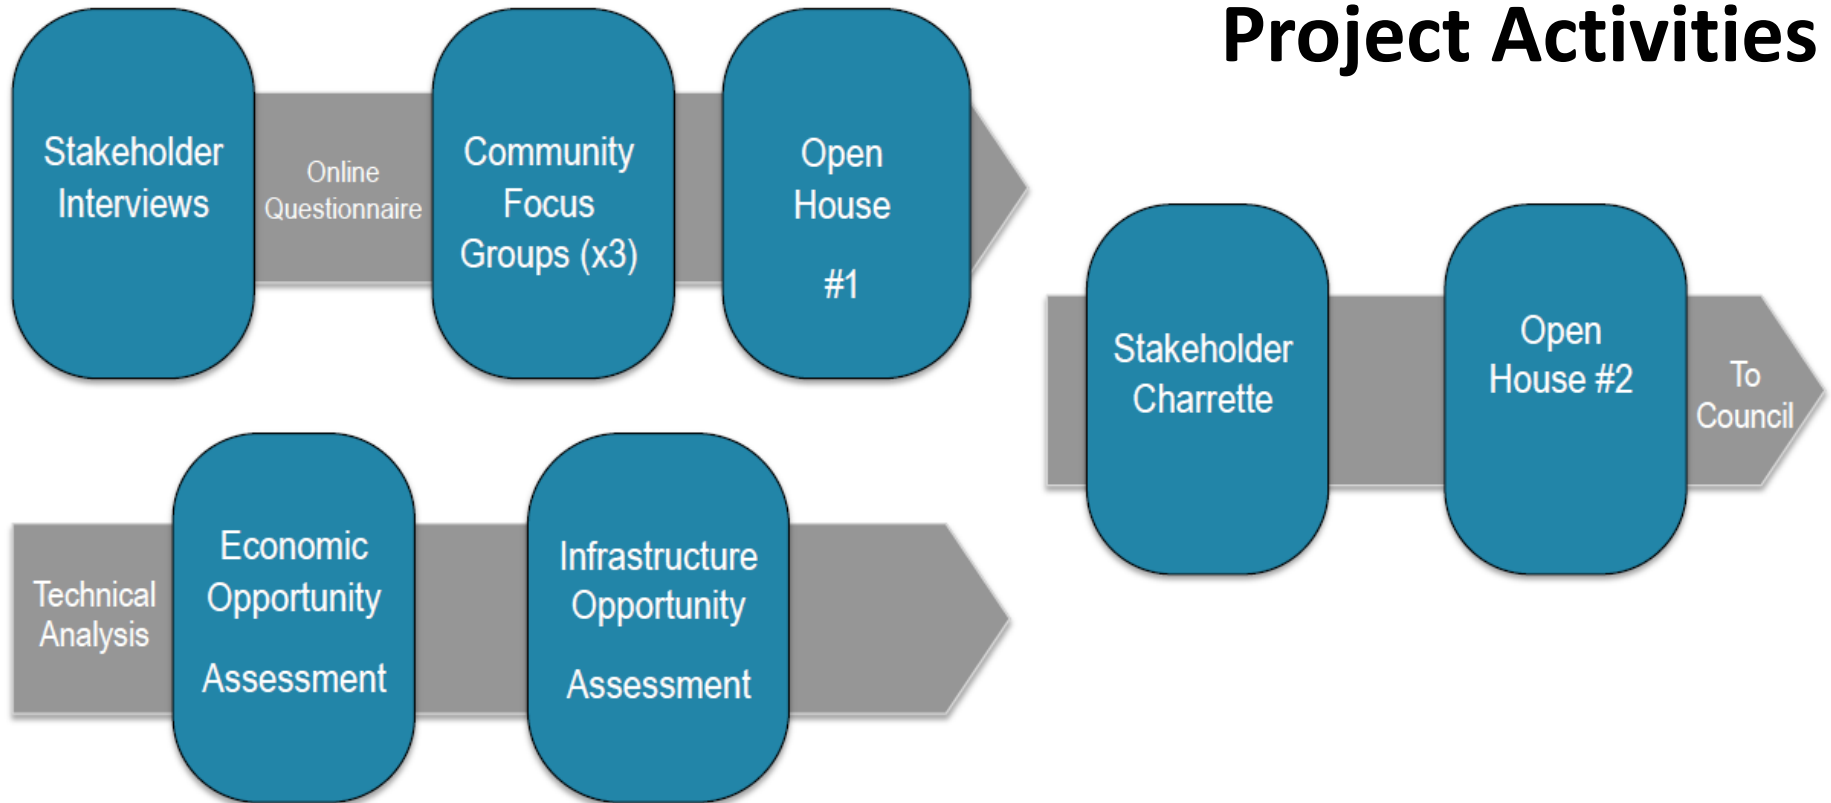 Project Activities
Stakeholder
Interviews
Online
Questionnaire
Community
Focus
Groups (x3)
Open
House
#1
Stakeholder
Charrette
Open
House #2
To
Council
Technical
Analysis
Economic
Opportunity
Assessment
Infrastructure
Opportunity
Assessment